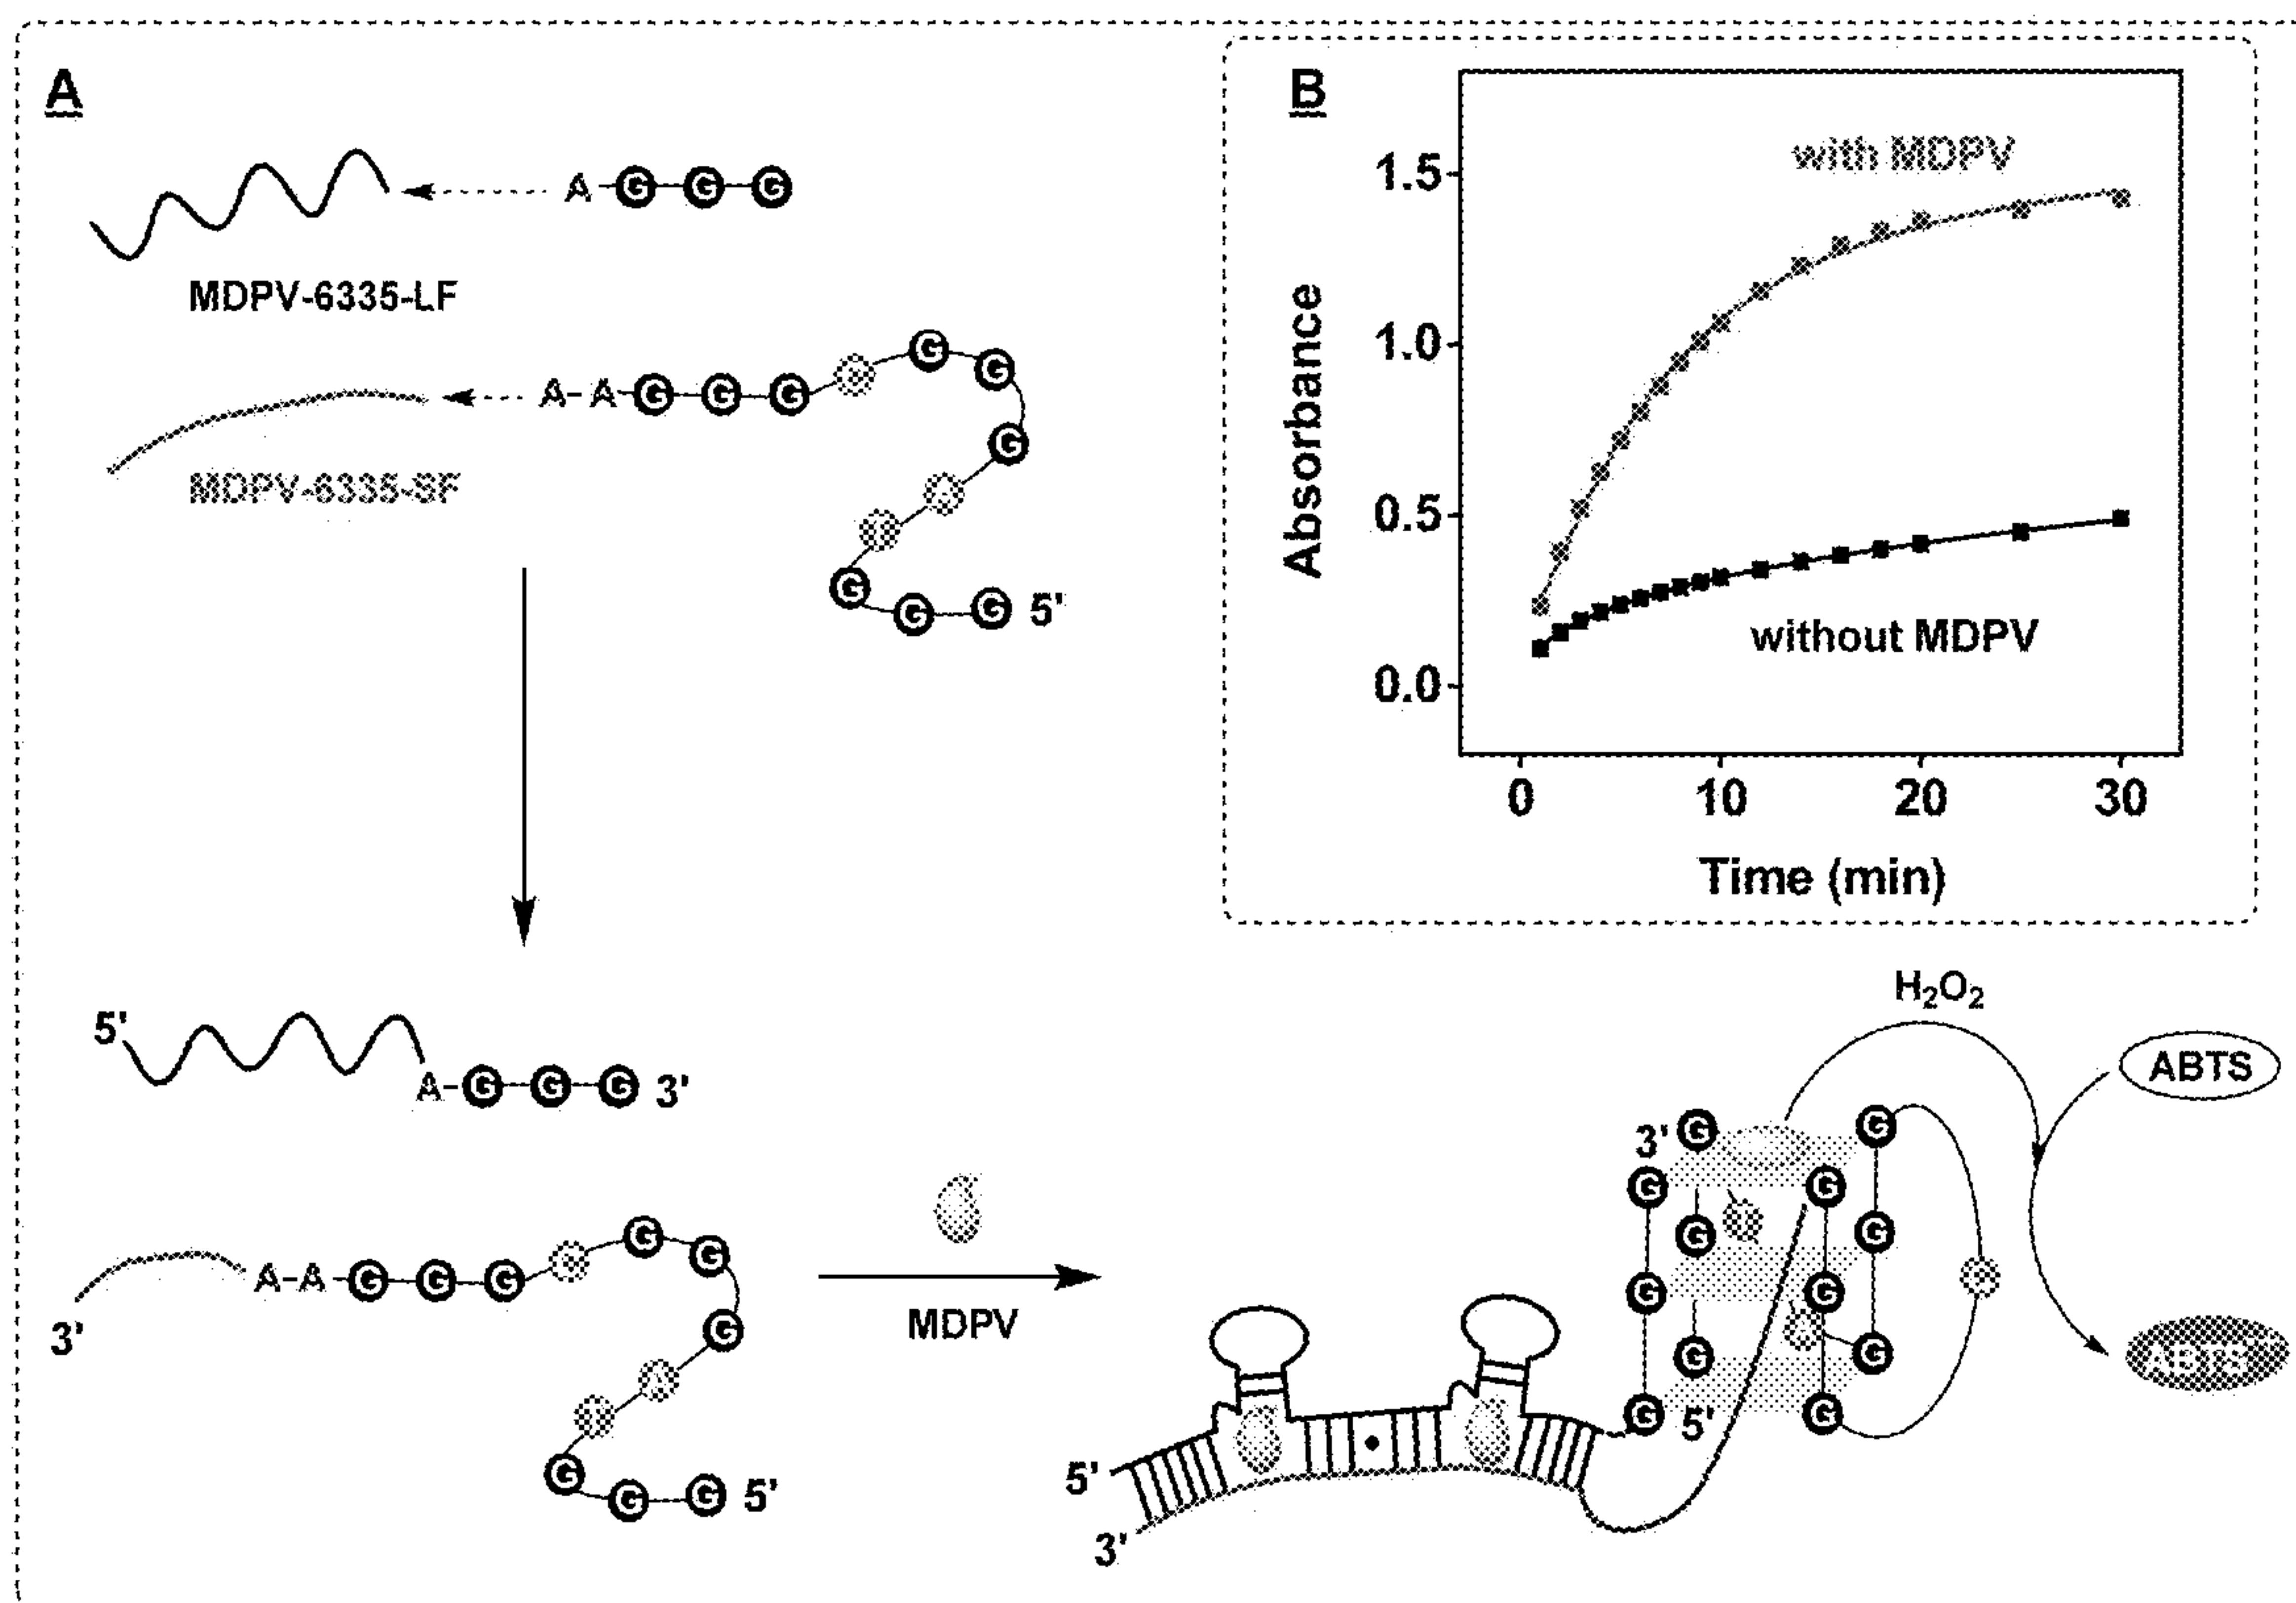 A
A-G-G-G
MDPV-6335-LF
A-A-G-G-G
G
G
G
A
G
G
G
5'
MDPV-6335-SF
B
with MDPV
without MDPV
Absorbance
1.5
1.0
0.5
0.0
0
10
20
30
Time (min)
5'
A-G-G-G
3'
A-A-G-G-G
G
G
G
A
G
G
G
5'
3'
MDPV
H2O2
ABTS
ABTS
3'
G
G
G
G
G
G
G
G
A
G
G
G
5'
G
5'
3'